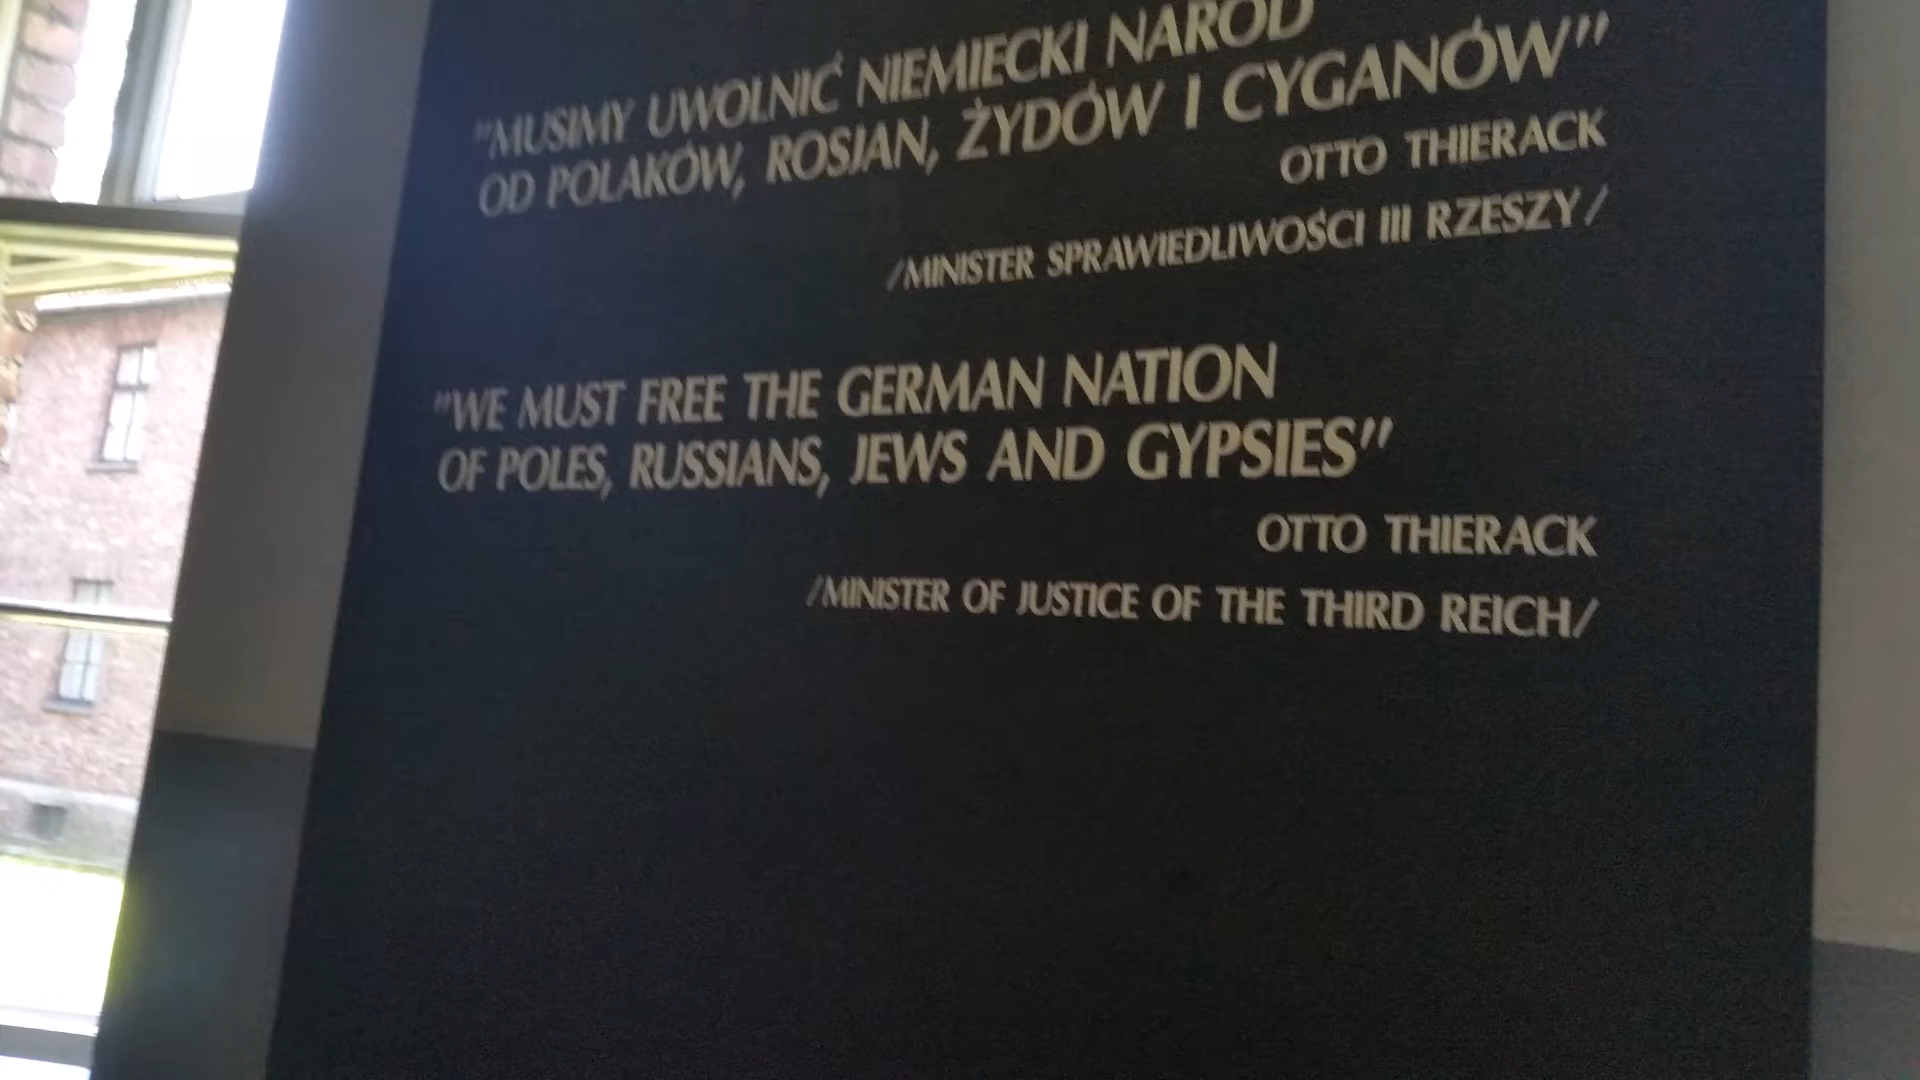 "MUSIMY UWOLNIĆ NIEMIECKI NARÓD
OD POLAKÓW, ROSJAN, ŻYDÓW I CYGANÓW"
OTTO THIERACK
/MINISTER SPRAWIEDLIWOŚCI III RZESZY/
"WE MUST FREE THE GERMAN NATION
OF POLES, RUSSIANS, JEWS AND GYPSIES"
OTTO THIERACK
/MINISTER OF JUSTICE OF THE THIRD REICH/